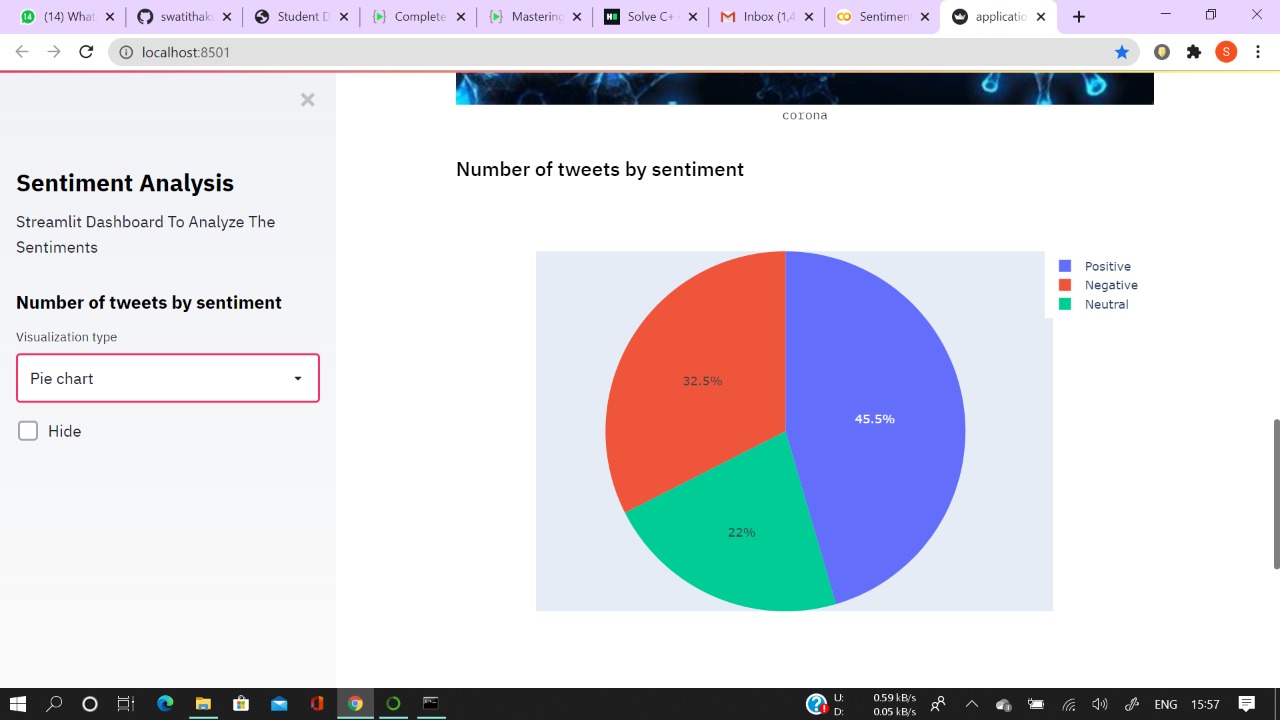 (14) What
swatithak
Student D
Complete
Mastering
Solve C+
Inbox (1,4
Sentimen
applicatio
localhost:8501
S
corona
Sentiment Analysis
Streamlit Dashboard To Analyze The
Sentiments
Number of tweets by sentiment
Visualization type
Pie chart
Hide
Number of tweets by sentiment
Positive
Negative
Neutral
32.5%
45.5%
22%
U: 0.59 kB/s
D: 0.05 kB/s
ENG
15:57